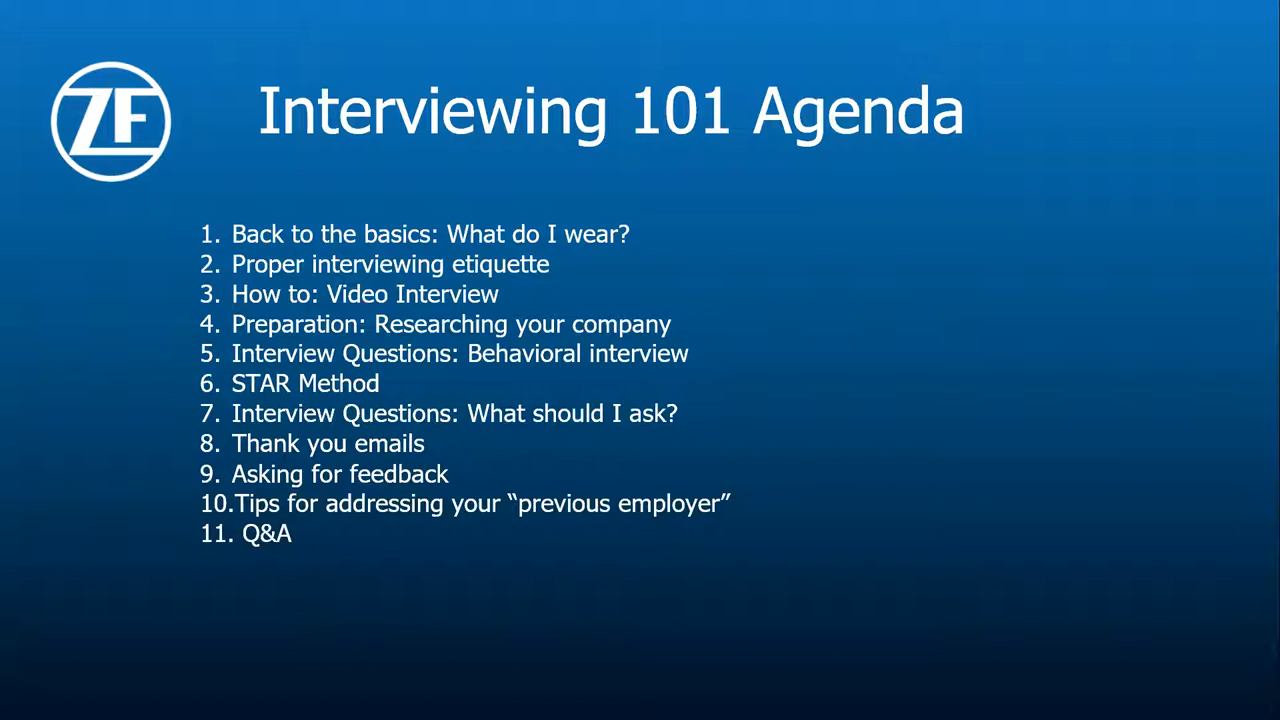 ZF
Interviewing 101 Agenda
1. Back to the basics: What do I wear?
2. Proper interviewing etiquette
3. How to: Video Interview
4. Preparation: Researching your company
5. Interview Questions: Behavioral interview
6. STAR Method
7. Interview Questions: What should I ask?
8. Thank you emails
9. Asking for feedback
10.Tips for addressing your “previous employer”
11. Q&A